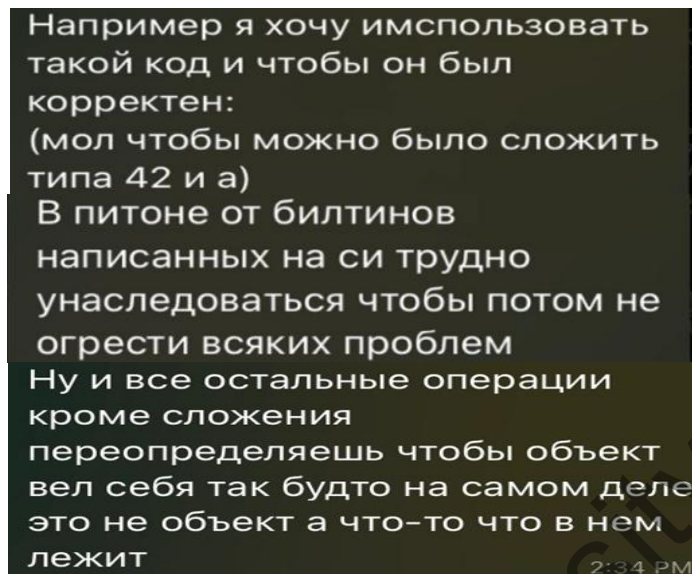 Например я хочу имспользовать
такой код и чтобы он был
корректен:
(мол чтобы можно было сложить
типа 42 и а)
В питоне от билтинов
написанных на си трудно
унаследоваться чтобы потом не
огрести всяких проблем
Ну и все остальные операции
кроме сложения
переопределяешь чтобы объект
вел себя так будто на самом деле
это не объект а что-то что в нем
лежит
2:34 PM